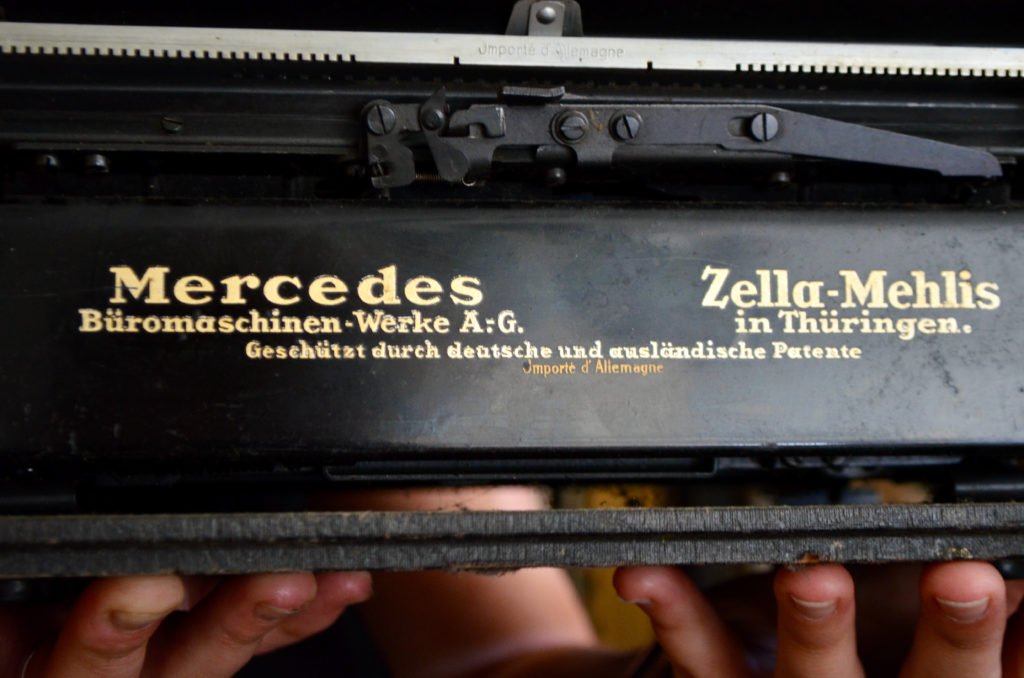 Importé d'Allemagne
Mercedes
Büromaschinen-Werke A.-G.
Zella-Mehlis
in Thüringen.
Geschützt durch deutsche und ausländische Patente
Importé d'Allemagne